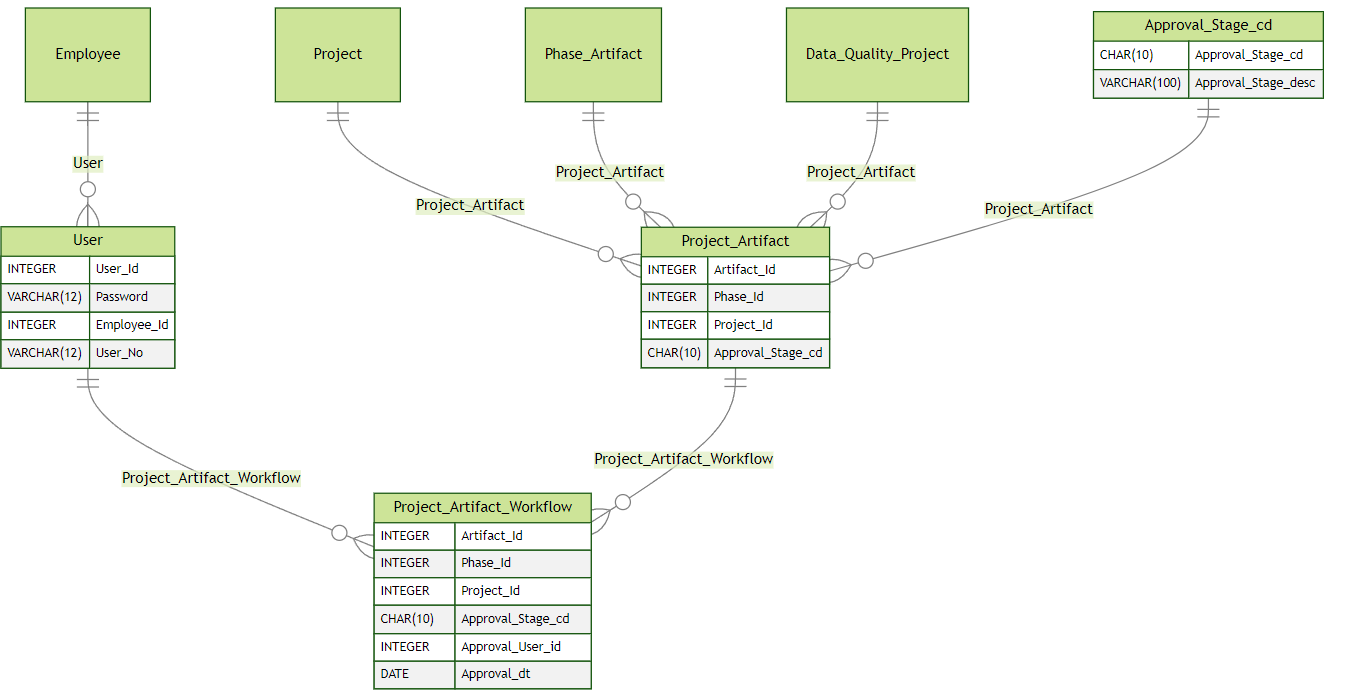 Employee
Project
Phase_Artifact
Data_Quality_Project
Approval_Stage_cd
CHAR(10) Approval_Stage_cd
VARCHAR(100) Approval_Stage_desc
User
Project_Artifact
Project_Artifact
Project_Artifact
Project_Artifact
User
INTEGER User_Id
VARCHAR(12) Password
INTEGER Employee_Id
VARCHAR(12) User_No
Project_Artifact
INTEGER Artifact_Id
INTEGER Phase_Id
INTEGER Project_Id
CHAR(10) Approval_Stage_cd
Project_Artifact_Workflow
Project_Artifact_Workflow
Project_Artifact_Workflow
INTEGER Artifact_Id
INTEGER Phase_Id
INTEGER Project_Id
CHAR(10) Approval_Stage_cd
INTEGER Approval_User_id
DATE Approval_dt